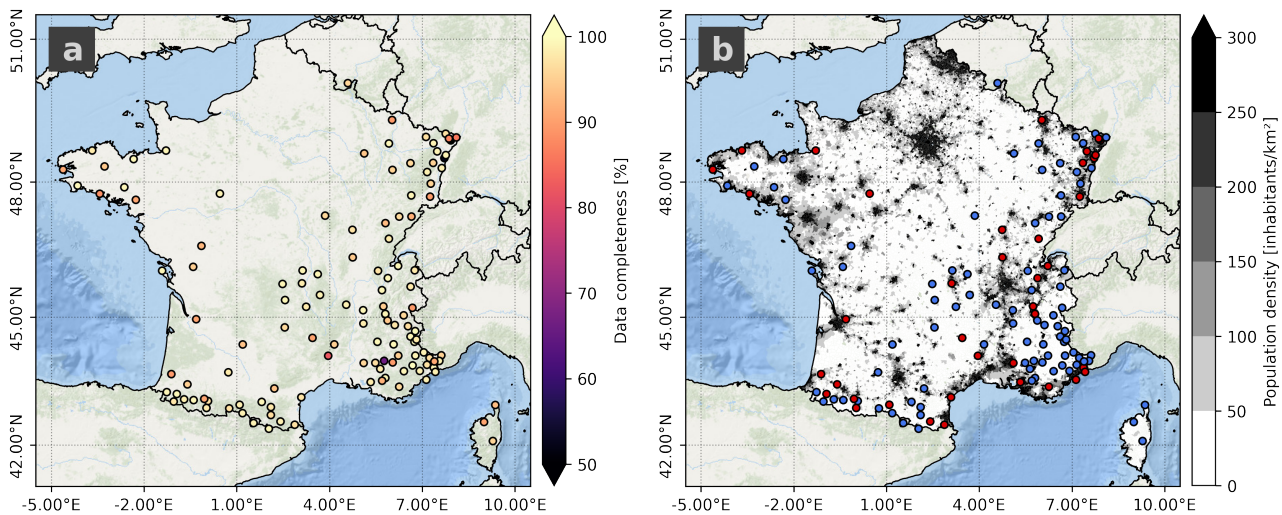 a
51.00°N
48.00°N
45.00°N
42.00°N
-5.00°E -2.00°E 1.00°E 4.00°E 7.00°E 10.00°E
100
90
80
70
60
50
Data completeness [%]
b
51.00°N
48.00°N
45.00°N
42.00°N
-5.00°E -2.00°E 1.00°E 4.00°E 7.00°E 10.00°E
300
250
200
150
100
50
0
Population density [inhabitants/km²]